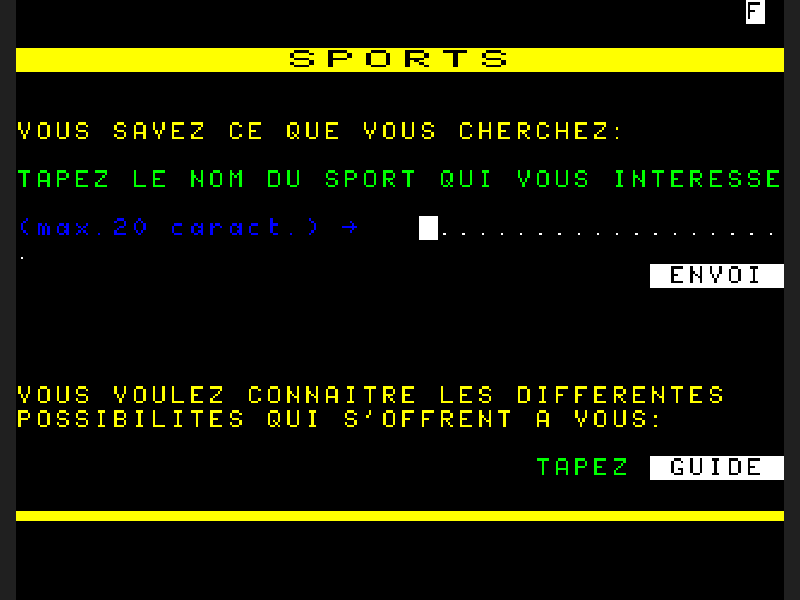 F
SPORTS
VOUS SAVEZ CE QUE VOUS CHERCHEZ:
TAPEZ LE NOM DU SPORT QUI VOUS INTERESSE
(max.20 caract.) → ..................
.
ENVOI
VOUS VOULEZ CONNAITRE LES DIFFERENTES
POSSIBILITES QUI S'OFFRENT A VOUS:
TAPEZ GUIDE